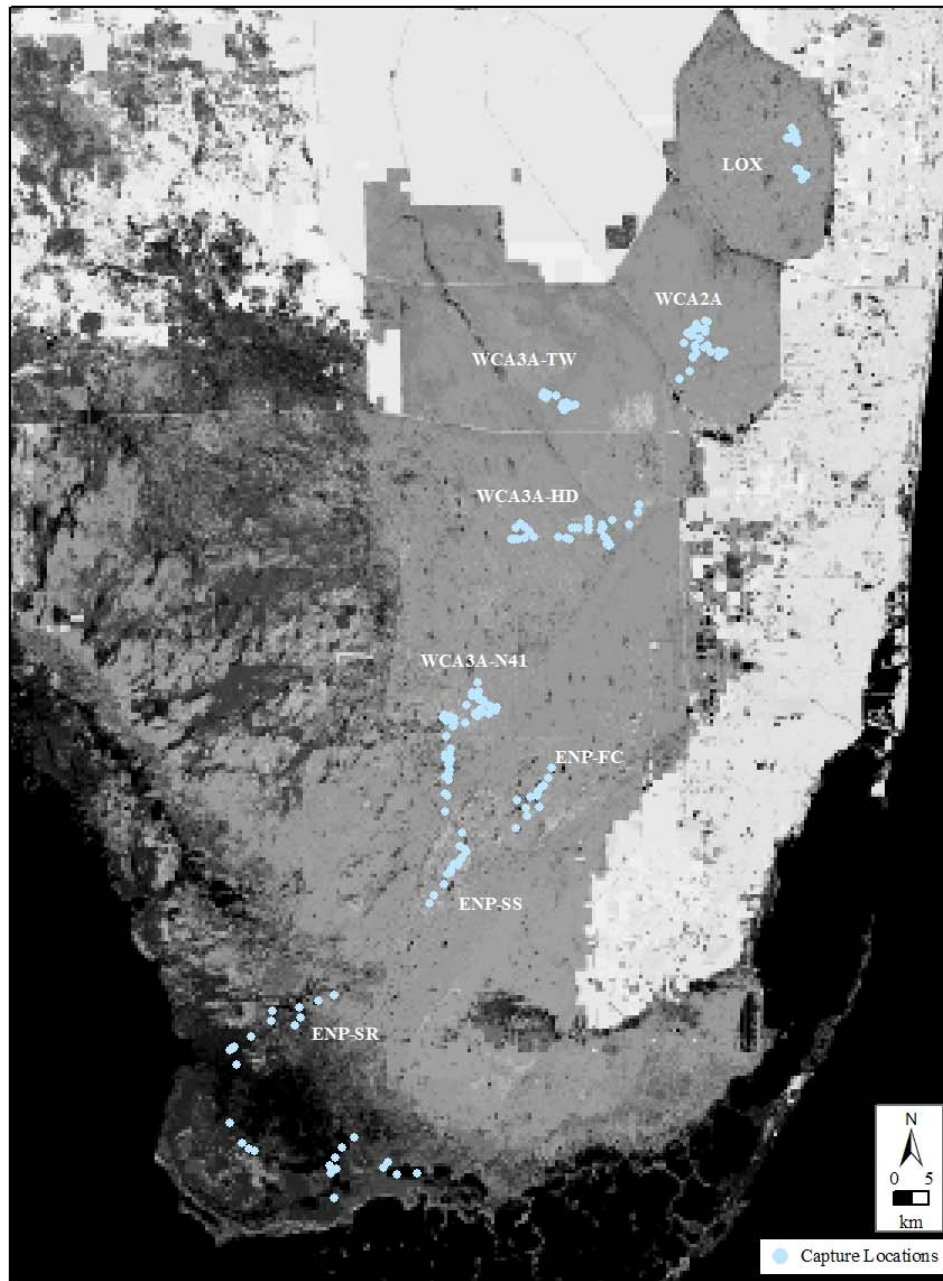 LOX
WCA2A
WCA3A-TW
WCA3A-HD
WCA3A-N41
ENP-FC
ENP-SS
ENP-SR
N
0 5
km
Capture Locations